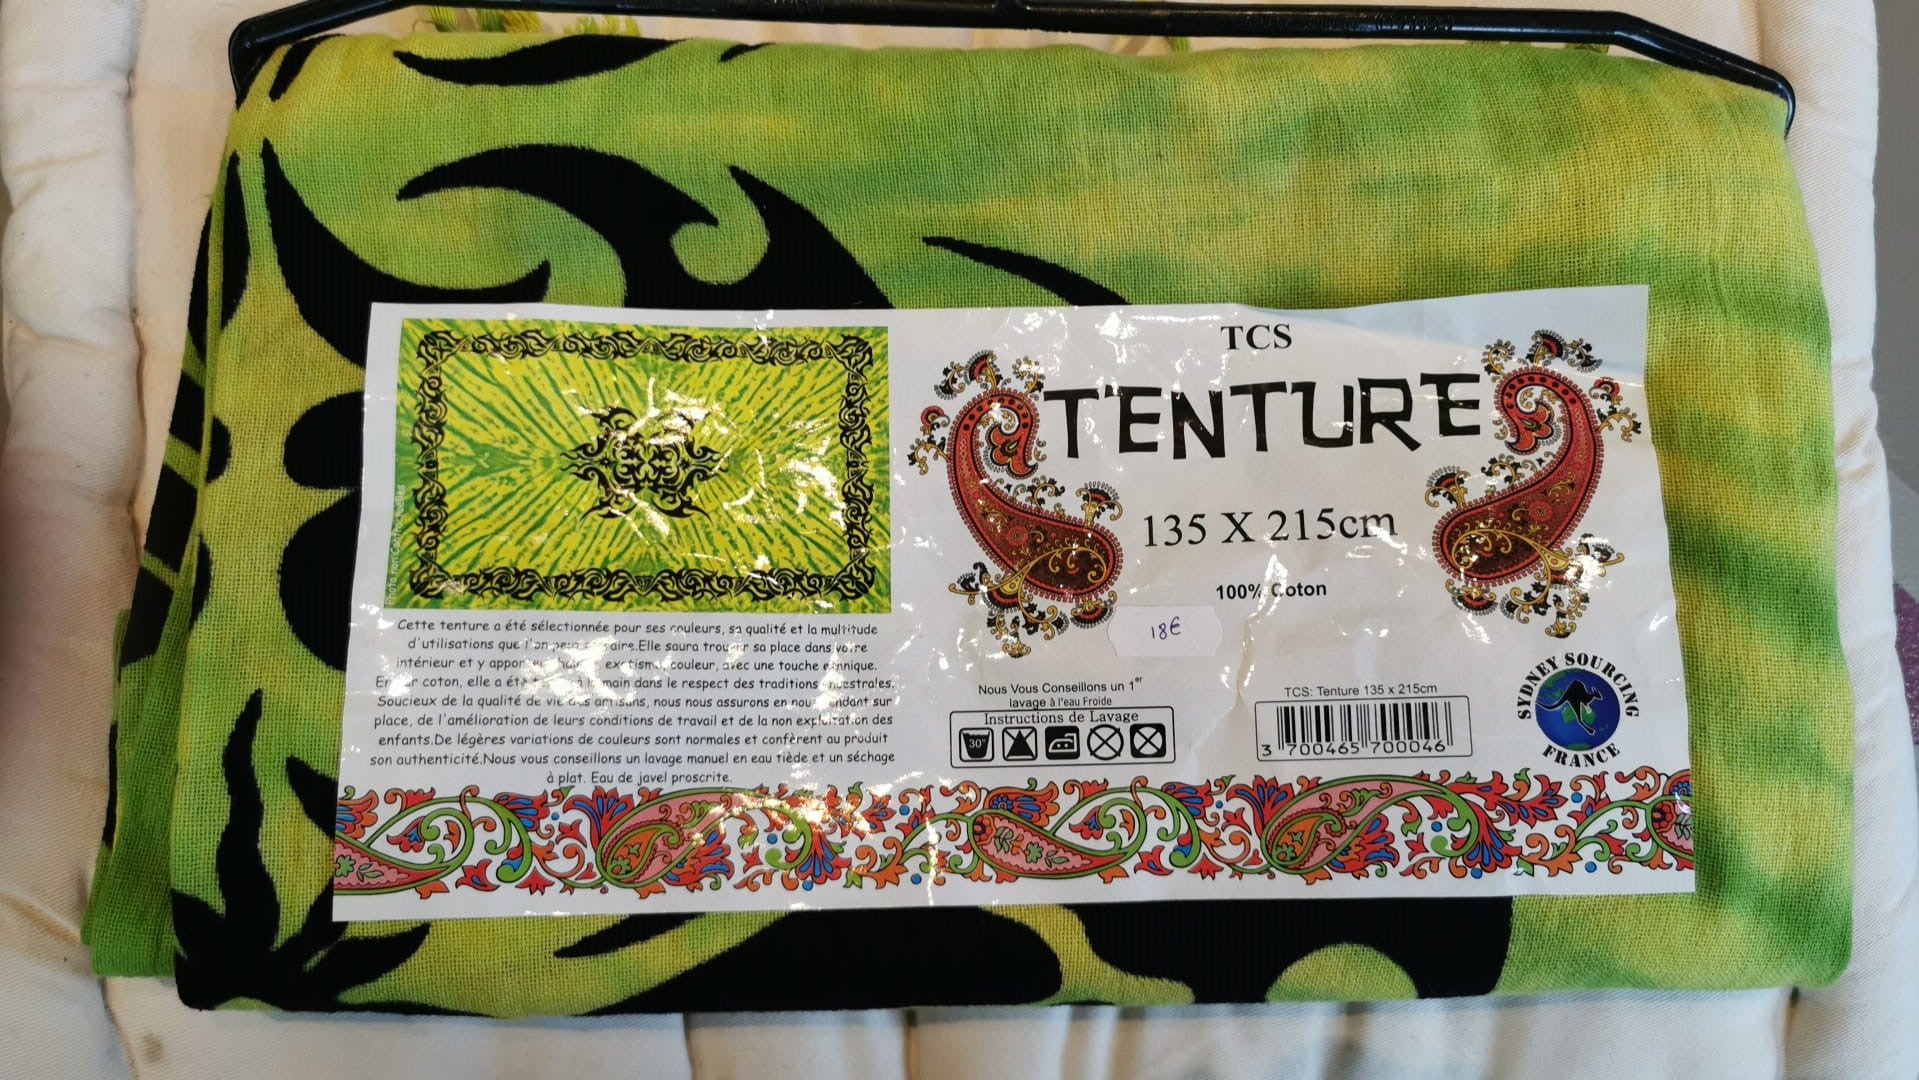 TCS
TENTURE
135 X 215cm
100% Coton
18€
Cette tenture a été sélectionnée pour ses couleurs, sa qualité et la multitude
d'utilisations que l'on peut faire.Elle saura trouver sa place dans votre
intérieur et y exotisme, couleur, avec une touche ethnique.
coton, elle a été à la main dans le respect des traditions ancestrales.
Soucieux de la qualité de vie des artisans, nous nous assurons en nous rendant sur
place, de l'amélioration de leurs conditions de travail et de la non exploitation des
enfants.De légères variations de couleurs sont normales et confèrent au produit
son authenticité.Nous vous conseillons un lavage manuel en eau tiède et un séchage
à plat. Eau de javel proscrite.
Nous Vous Conseillons un 1er
lavage à l'eau Froide
Instructions de Lavage
30°
TCS: Tenture 135 x 215cm
3 700465 700046
SYDNEY SOURCING
FRANCE